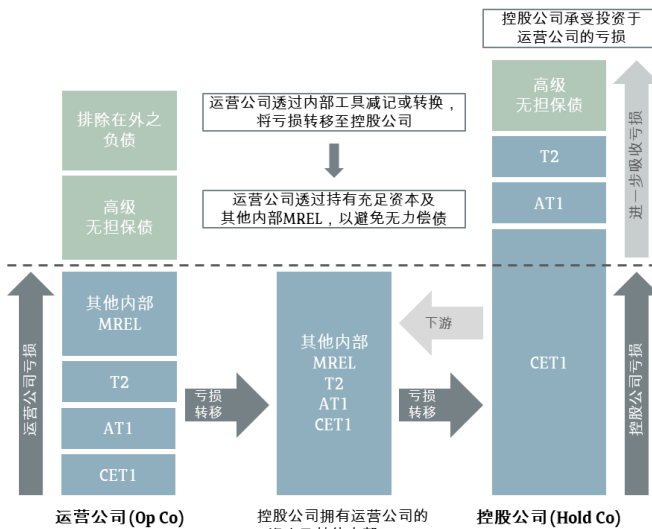 控股公司承受投资于
运营公司的亏损
排除在外之
负债
高级
无担保债
运营公司透过内部工具减记或转换，
将亏损转移至控股公司
运营公司透过持有充足资本及
其他内部MREL，以避免无力偿债
高级
无担保债
T2
AT1
进一步吸收亏损
运营公司亏损
其他内部
MREL
T2
AT1
CET1
亏损
转移
其他内部
MREL
T2
AT1
CET1
下游
亏损
转移
CET1
控股公司亏损
运营公司(Op Co)
控股公司拥有运营公司的
控股公司(Hold Co)